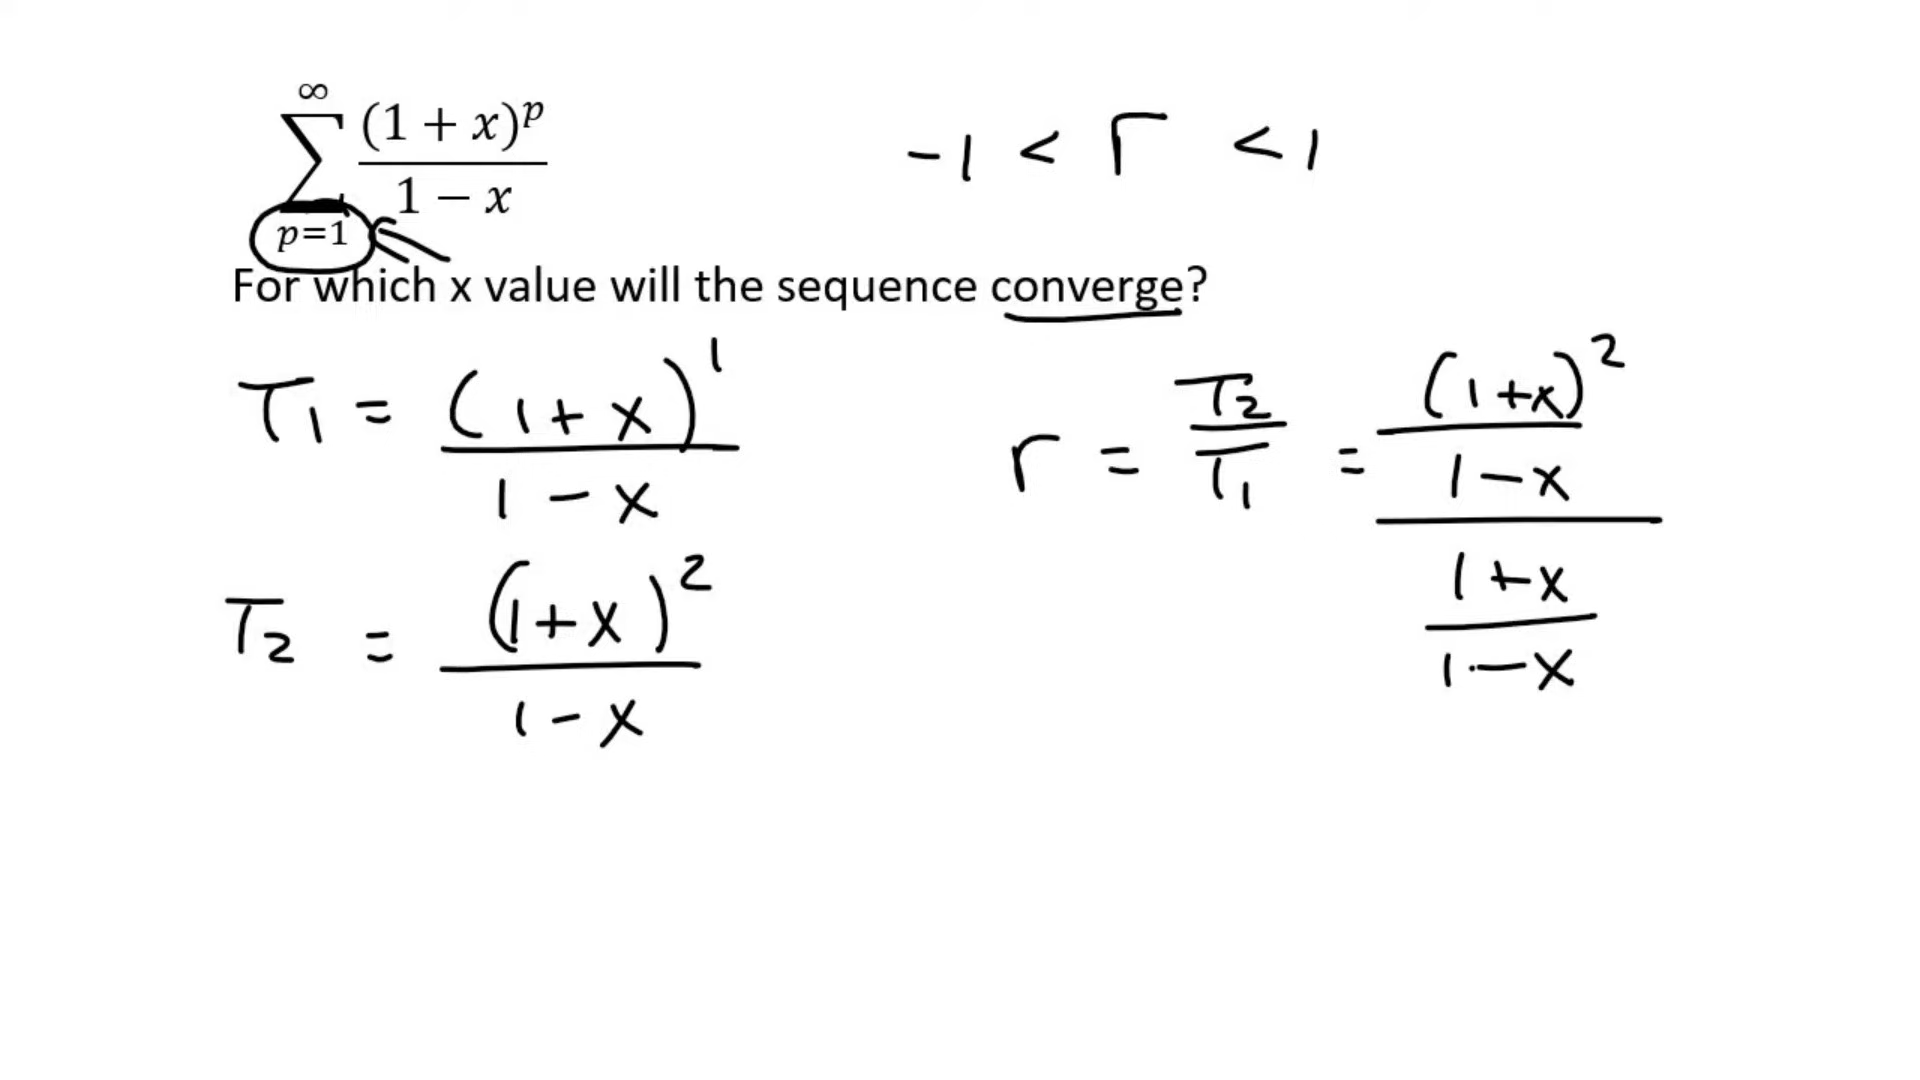 ∞
∑ (1 + x)^p / (1 − x)
p=1
-1 < r < 1
For which x value will the sequence converge?
T₁ = (1 + x)¹ / (1 - x)
T₂ = (1+x)² / (1 - x)
r = T₂/T₁ = ((1+x)² / (1-x)) / ((1+x) / (1-x))